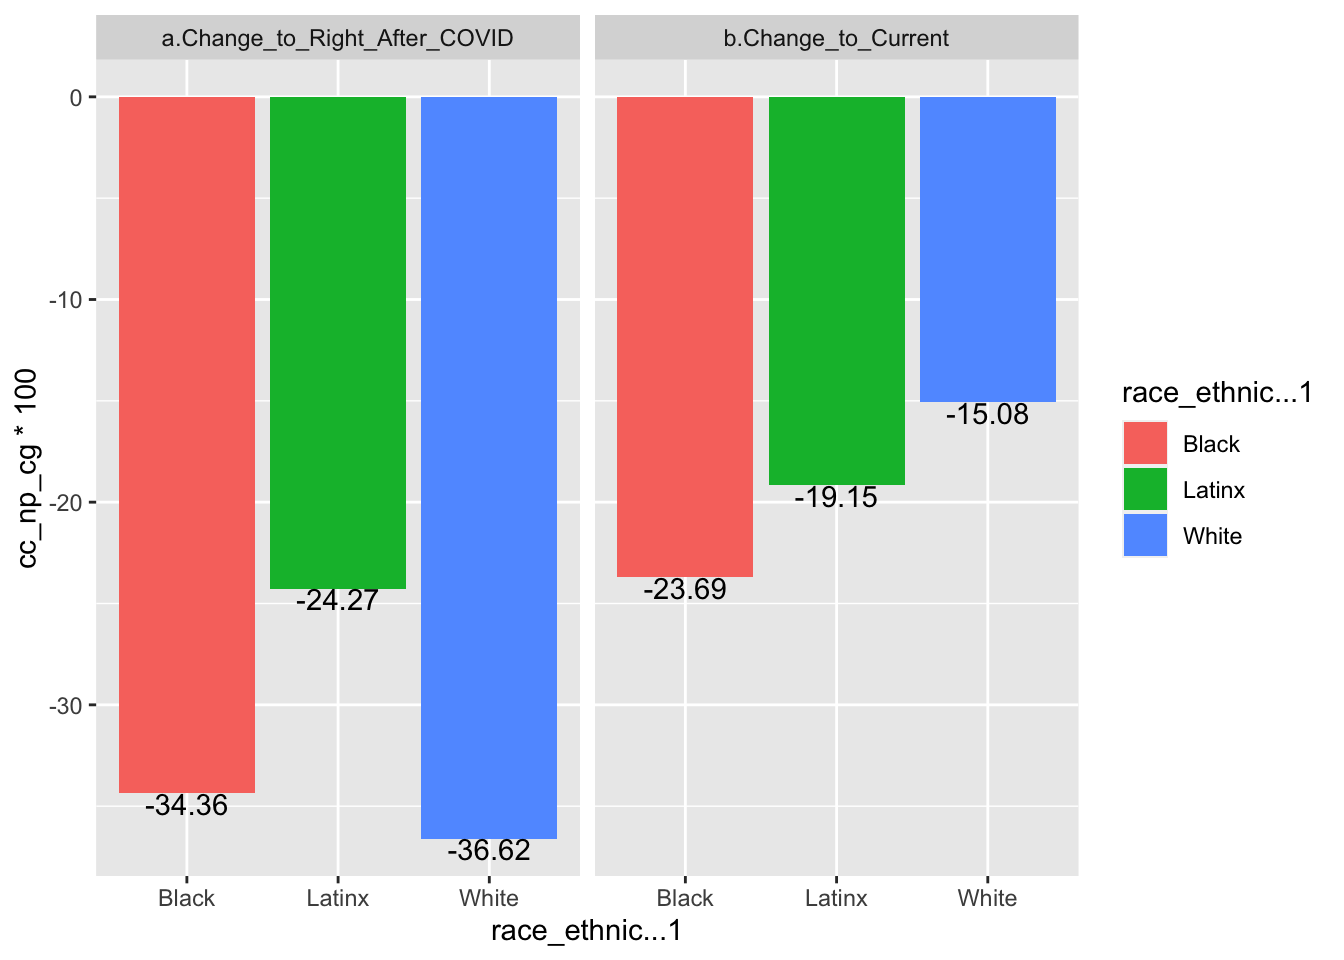 a.Change_to_Right_After_COVID
b.Change_to_Current
cc_np_cg * 100
0
-10
-20
-30
-34.36
-24.27
-36.62
-23.69
-19.15
-15.08
Black
Latinx
White
Black
Latinx
White
race_ethnic...1
race_ethnic...1
Black
Latinx
White